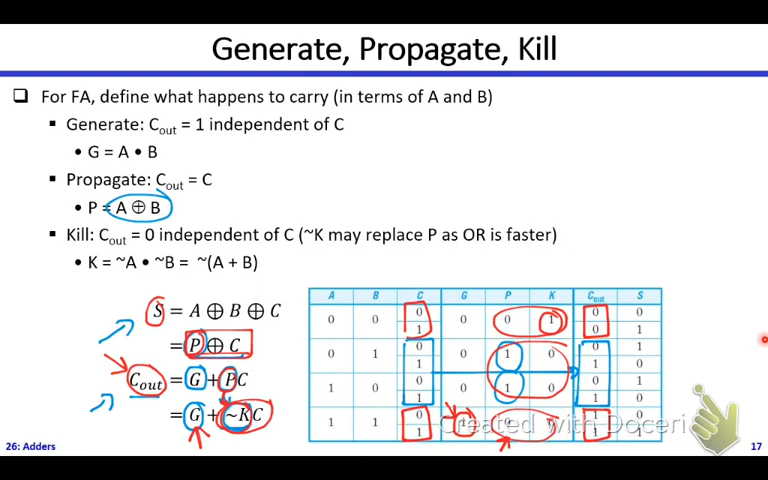 Generate, Propagate, Kill
❑ For FA, define what happens to carry (in terms of A and B)
▪ Generate: Cout = 1 independent of C
• G = A • B
▪ Propagate: Cout = C
• P = A ⊕ B
▪ Kill: Cout = 0 independent of C (~K may replace P as OR is faster)
• K = ~A • ~B = ~(A + B)
S = A ⊕ B ⊕ C
= P ⊕ C
Cout = G + PC
= G + ~KC
A B C G P K Cout S
0 0 0 0 0 1 0 0
1 0 1
0 1 0 0 1 0 0 1
1 1 0
1 0 0 0 1 0 0 1
1 1 0
1 1 0 1 0 0 1 0
1 1 1
Created with Doceri
26: Adders
17